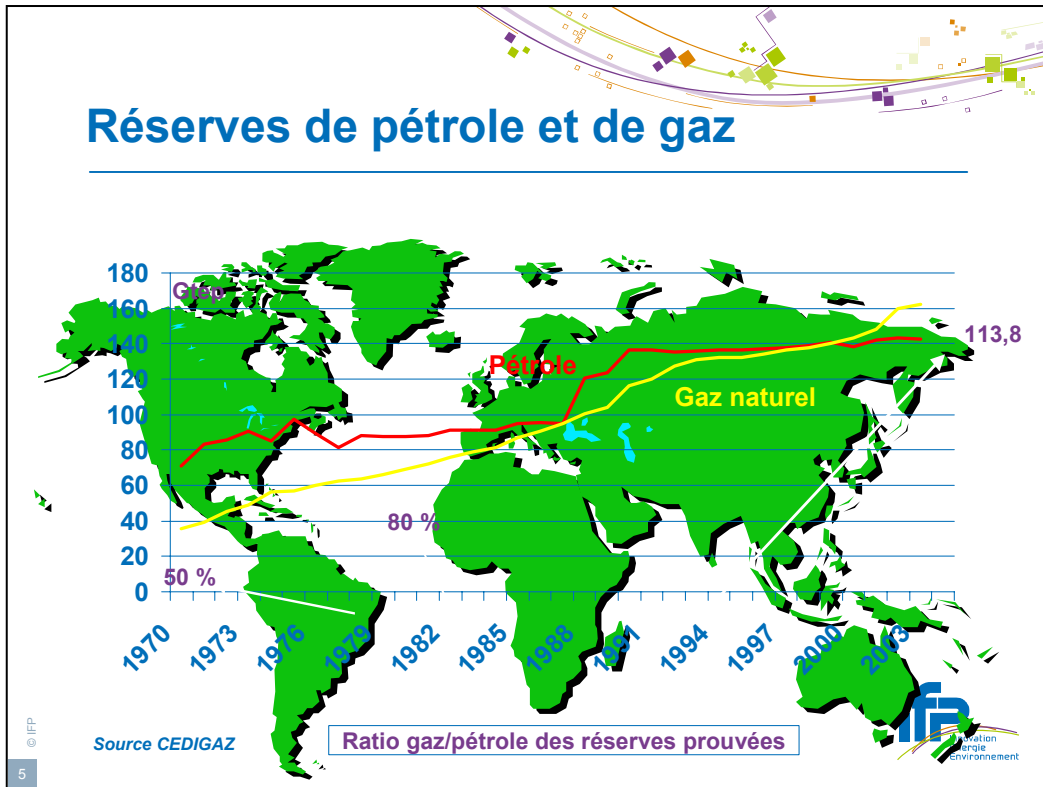 Réserves de pétrole et de gaz
180
Gtep
160
140
120
100
80
60
40
20
0
Pétrole
Gaz naturel
113,8
80 %
50 %
1970
1973
1976
1979
1982
1985
1988
1991
1994
1997
2000
2003
Source CEDIGAZ
Ratio gaz/pétrole des réserves prouvées
ifp
Innovation
Énergie
Environnement
© IFP
5